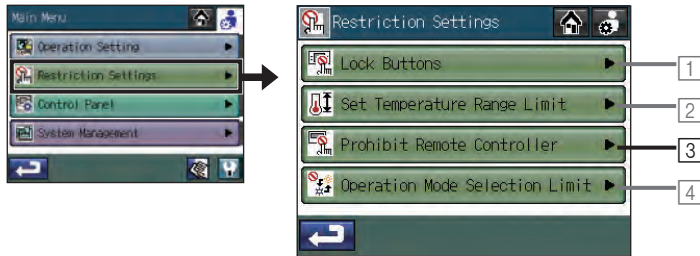 Main Menu
Operation Setting
Restriction Settings
Control Panel
System Management
Restriction Settings
Lock Buttons
1
Set Temperature Range Limit
2
Prohibit Remote Controller
3
Operation Mode Selection Limit
4